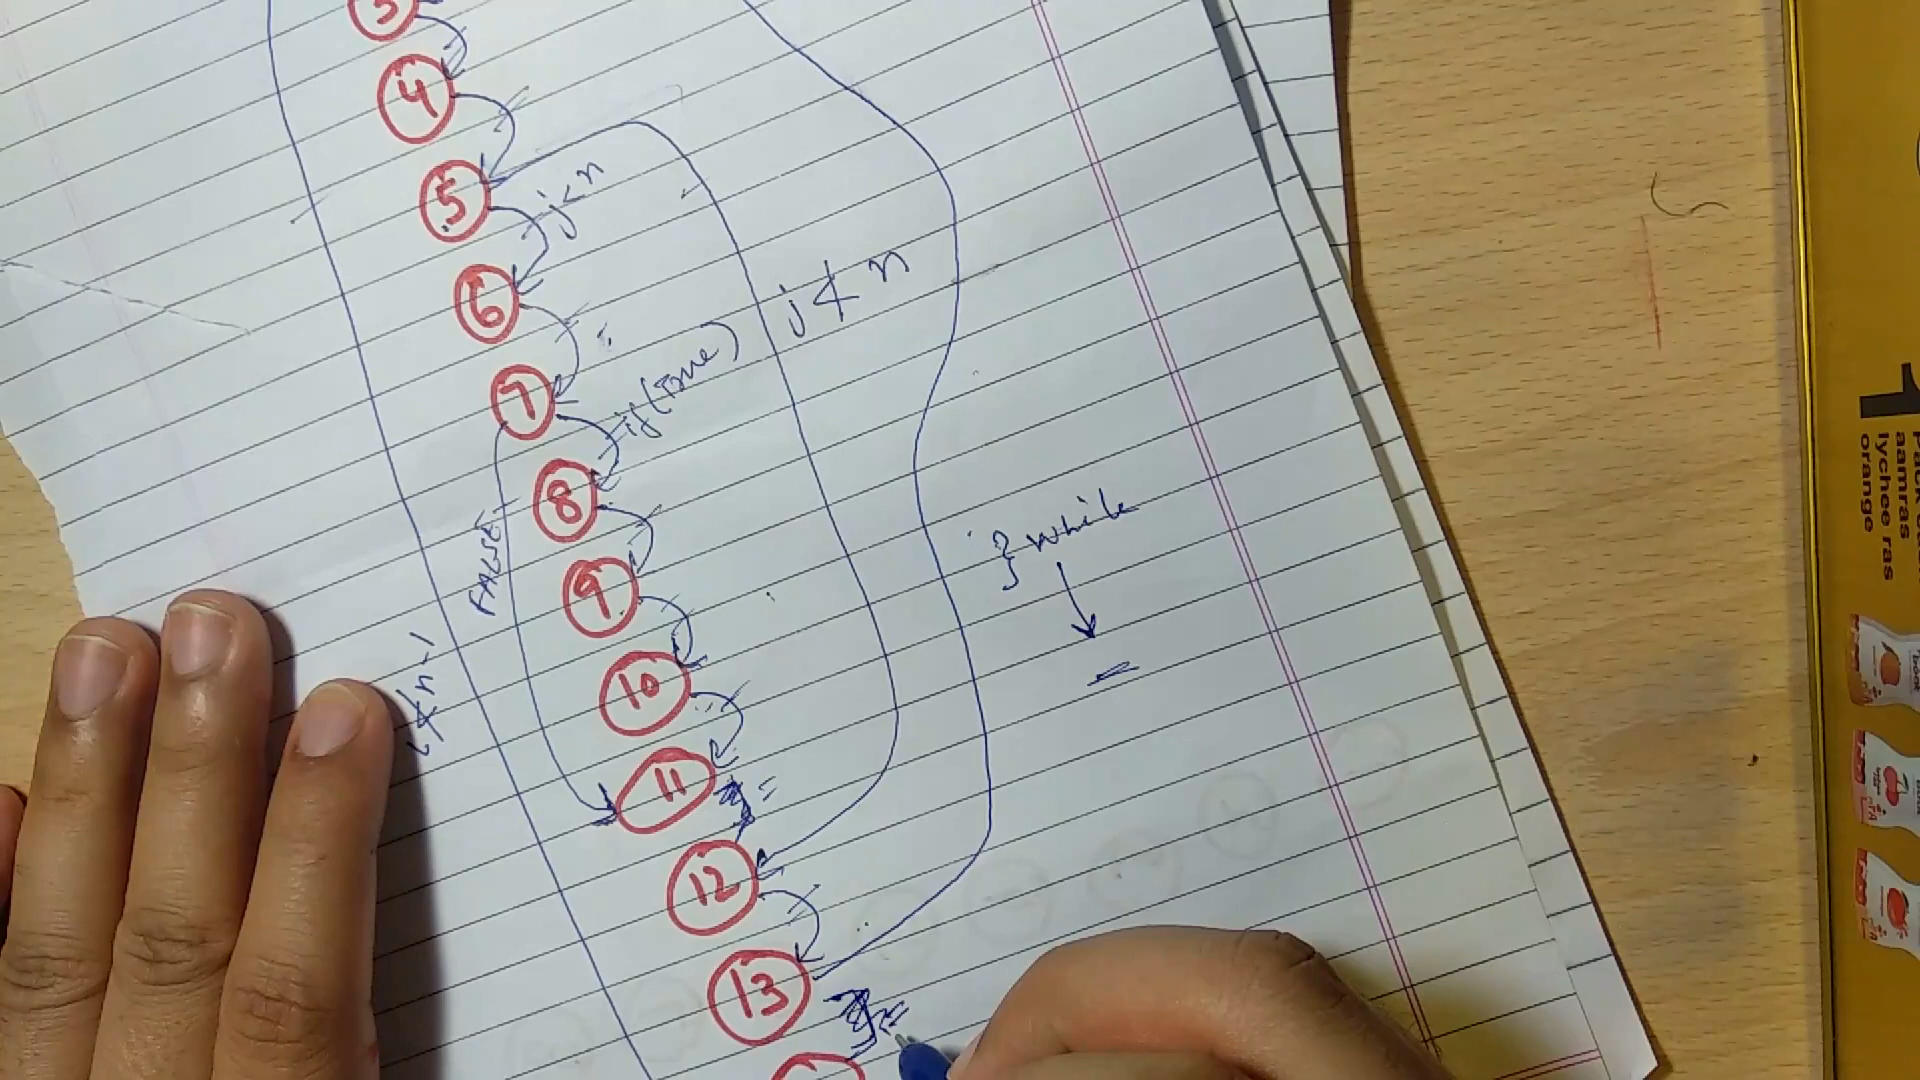 3
4
5
j<n
6
j≮n
7
if(True)
8
FALSE
} while
9
10
i≮n-1
11
12
13
1
aamras
lychee ras
orange